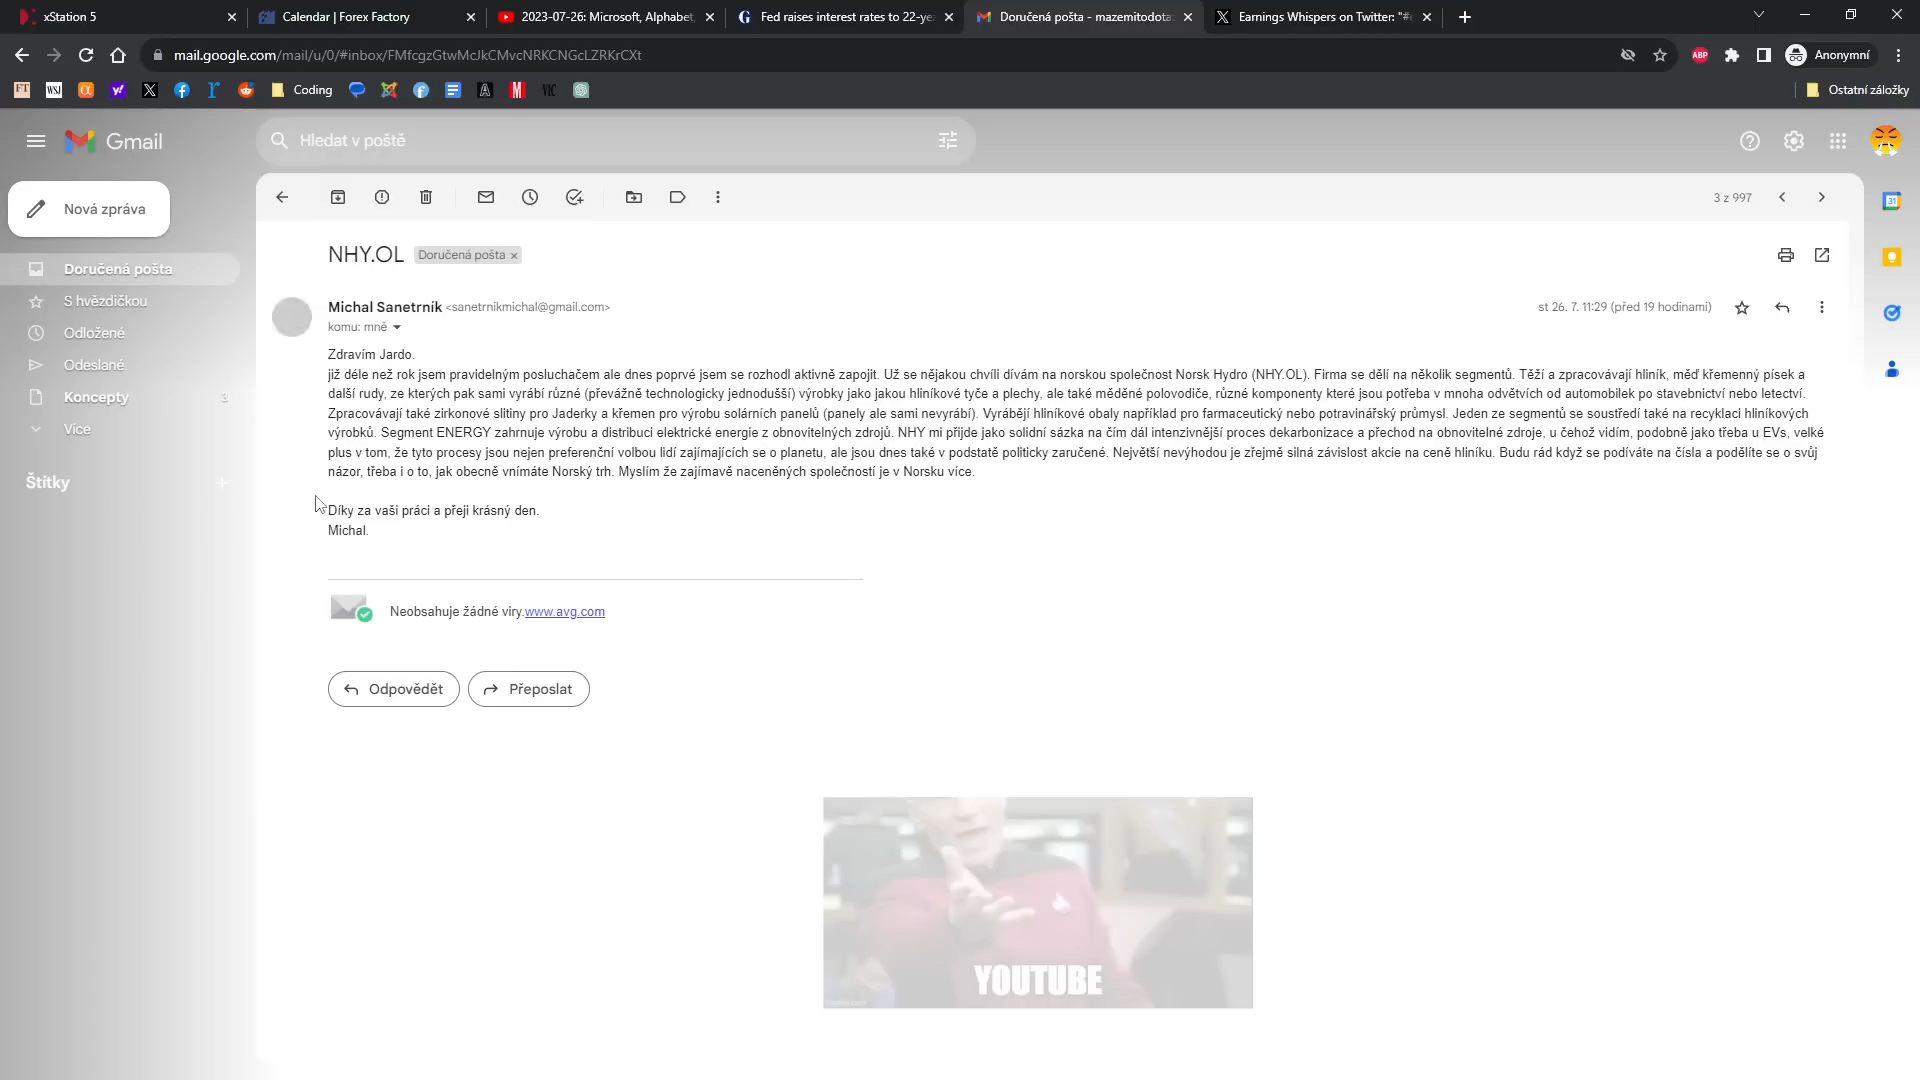 xStation 5
Calendar | Forex Factory
2023-07-26: Microsoft, Alphabet,
Fed raises interest rates to 22-ye
Doručená pošta - mazemitodota
Earnings Whispers on Twitter: "#
mail.google.com/mail/u/0/#inbox/FMfcgzGtwMcJkCMvcNRKCNGcLZRKrCXt
ABP
Anonymní
FT
WSJ
Coding
VIC
Ostatní záložky
Gmail
Hledat v poště
Nová zpráva
3 z 997
Doručená pošta
S hvězdičkou
Odložené
Odeslané
Koncepty 3
Více
Štítky
31
NHY.OL Doručená pošta ×
Michal Sanetrník <sanetrnikmichal@gmail.com>
st 26. 7. 11:29 (před 19 hodinami)
komu: mně
Zdravím Jardo.
již déle než rok jsem pravidelným posluchačem ale dnes poprvé jsem se rozhodl aktivně zapojit. Už se nějakou chvíli dívám na norskou společnost Norsk Hydro (NHY.OL). Firma se dělí na několik segmentů. Těží a zpracovávají hliník, měď křemenný písek a
další rudy, ze kterých pak sami vyrábí různé (převážně technologicky jednodušší) výrobky jako jakou hliníkové tyče a plechy, ale také měděné polovodiče, různé komponenty které jsou potřeba v mnoha odvětvích od automobilek po stavebnictví nebo letectví.
Zpracovávají také zirkonové slitiny pro Jaderky a křemen pro výrobu solárních panelů (panely ale sami nevyrábí). Vyrábějí hliníkové obaly například pro farmaceutický nebo potravinářský průmysl. Jeden ze segmentů se soustředí také na recyklaci hliníkových
výrobků. Segment ENERGY zahrnuje výrobu a distribuci elektrické energie z obnovitelných zdrojů. NHY mi přijde jako solidní sázka na čím dál intenzivnější proces dekarbonizace a přechod na obnovitelné zdroje, u čehož vidím, podobně jako třeba u EVs, velké
plus v tom, že tyto procesy jsou nejen preferenční volbou lidí zajímajících se o planetu, ale jsou dnes také v podstatě politicky zaručené. Největší nevýhodou je zřejmě silná závislost akcie na ceně hliníku. Budu rád když se podíváte na čísla a podělíte se o svůj
názor, třeba i o to, jak obecně vnímáte Norský trh. Myslím že zajímavě naceněných společností je v Norsku více.
Díky za vaši práci a přeji krásný den.
Michal.
Neobsahuje žádné viry.www.avg.com
Odpovědět
Přeposlat
YOUTUBE